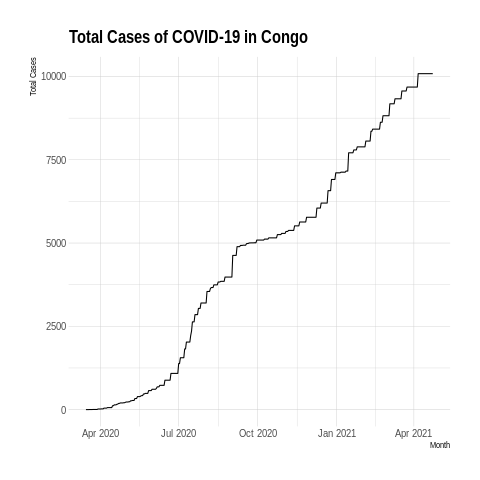 Total Cases of COVID-19 in Congo
Total Cases
10000
7500
5000
2500
0
Apr 2020
Jul 2020
Oct 2020
Jan 2021
Apr 2021
Month